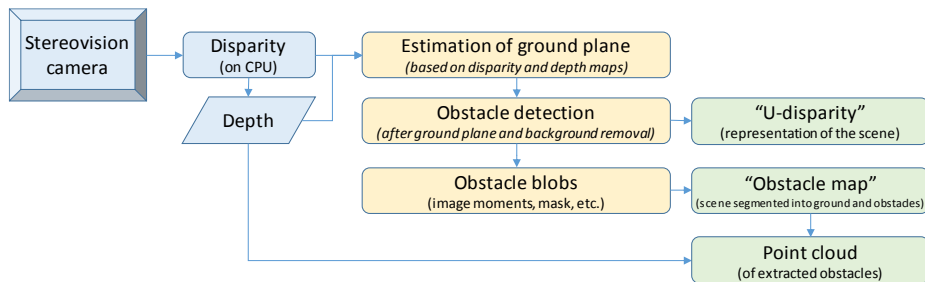 Stereovision
camera
Disparity
(on CPU)
Depth
Estimation of ground plane
(based on disparity and depth maps)
Obstacle detection
(after ground plane and background removal)
Obstacle blobs
(image moments, mask, etc.)
“U-disparity”
(representation of the scene)
“Obstacle map”
(scene segmented into ground and obstades)
Point cloud
(of extracted obstacles)